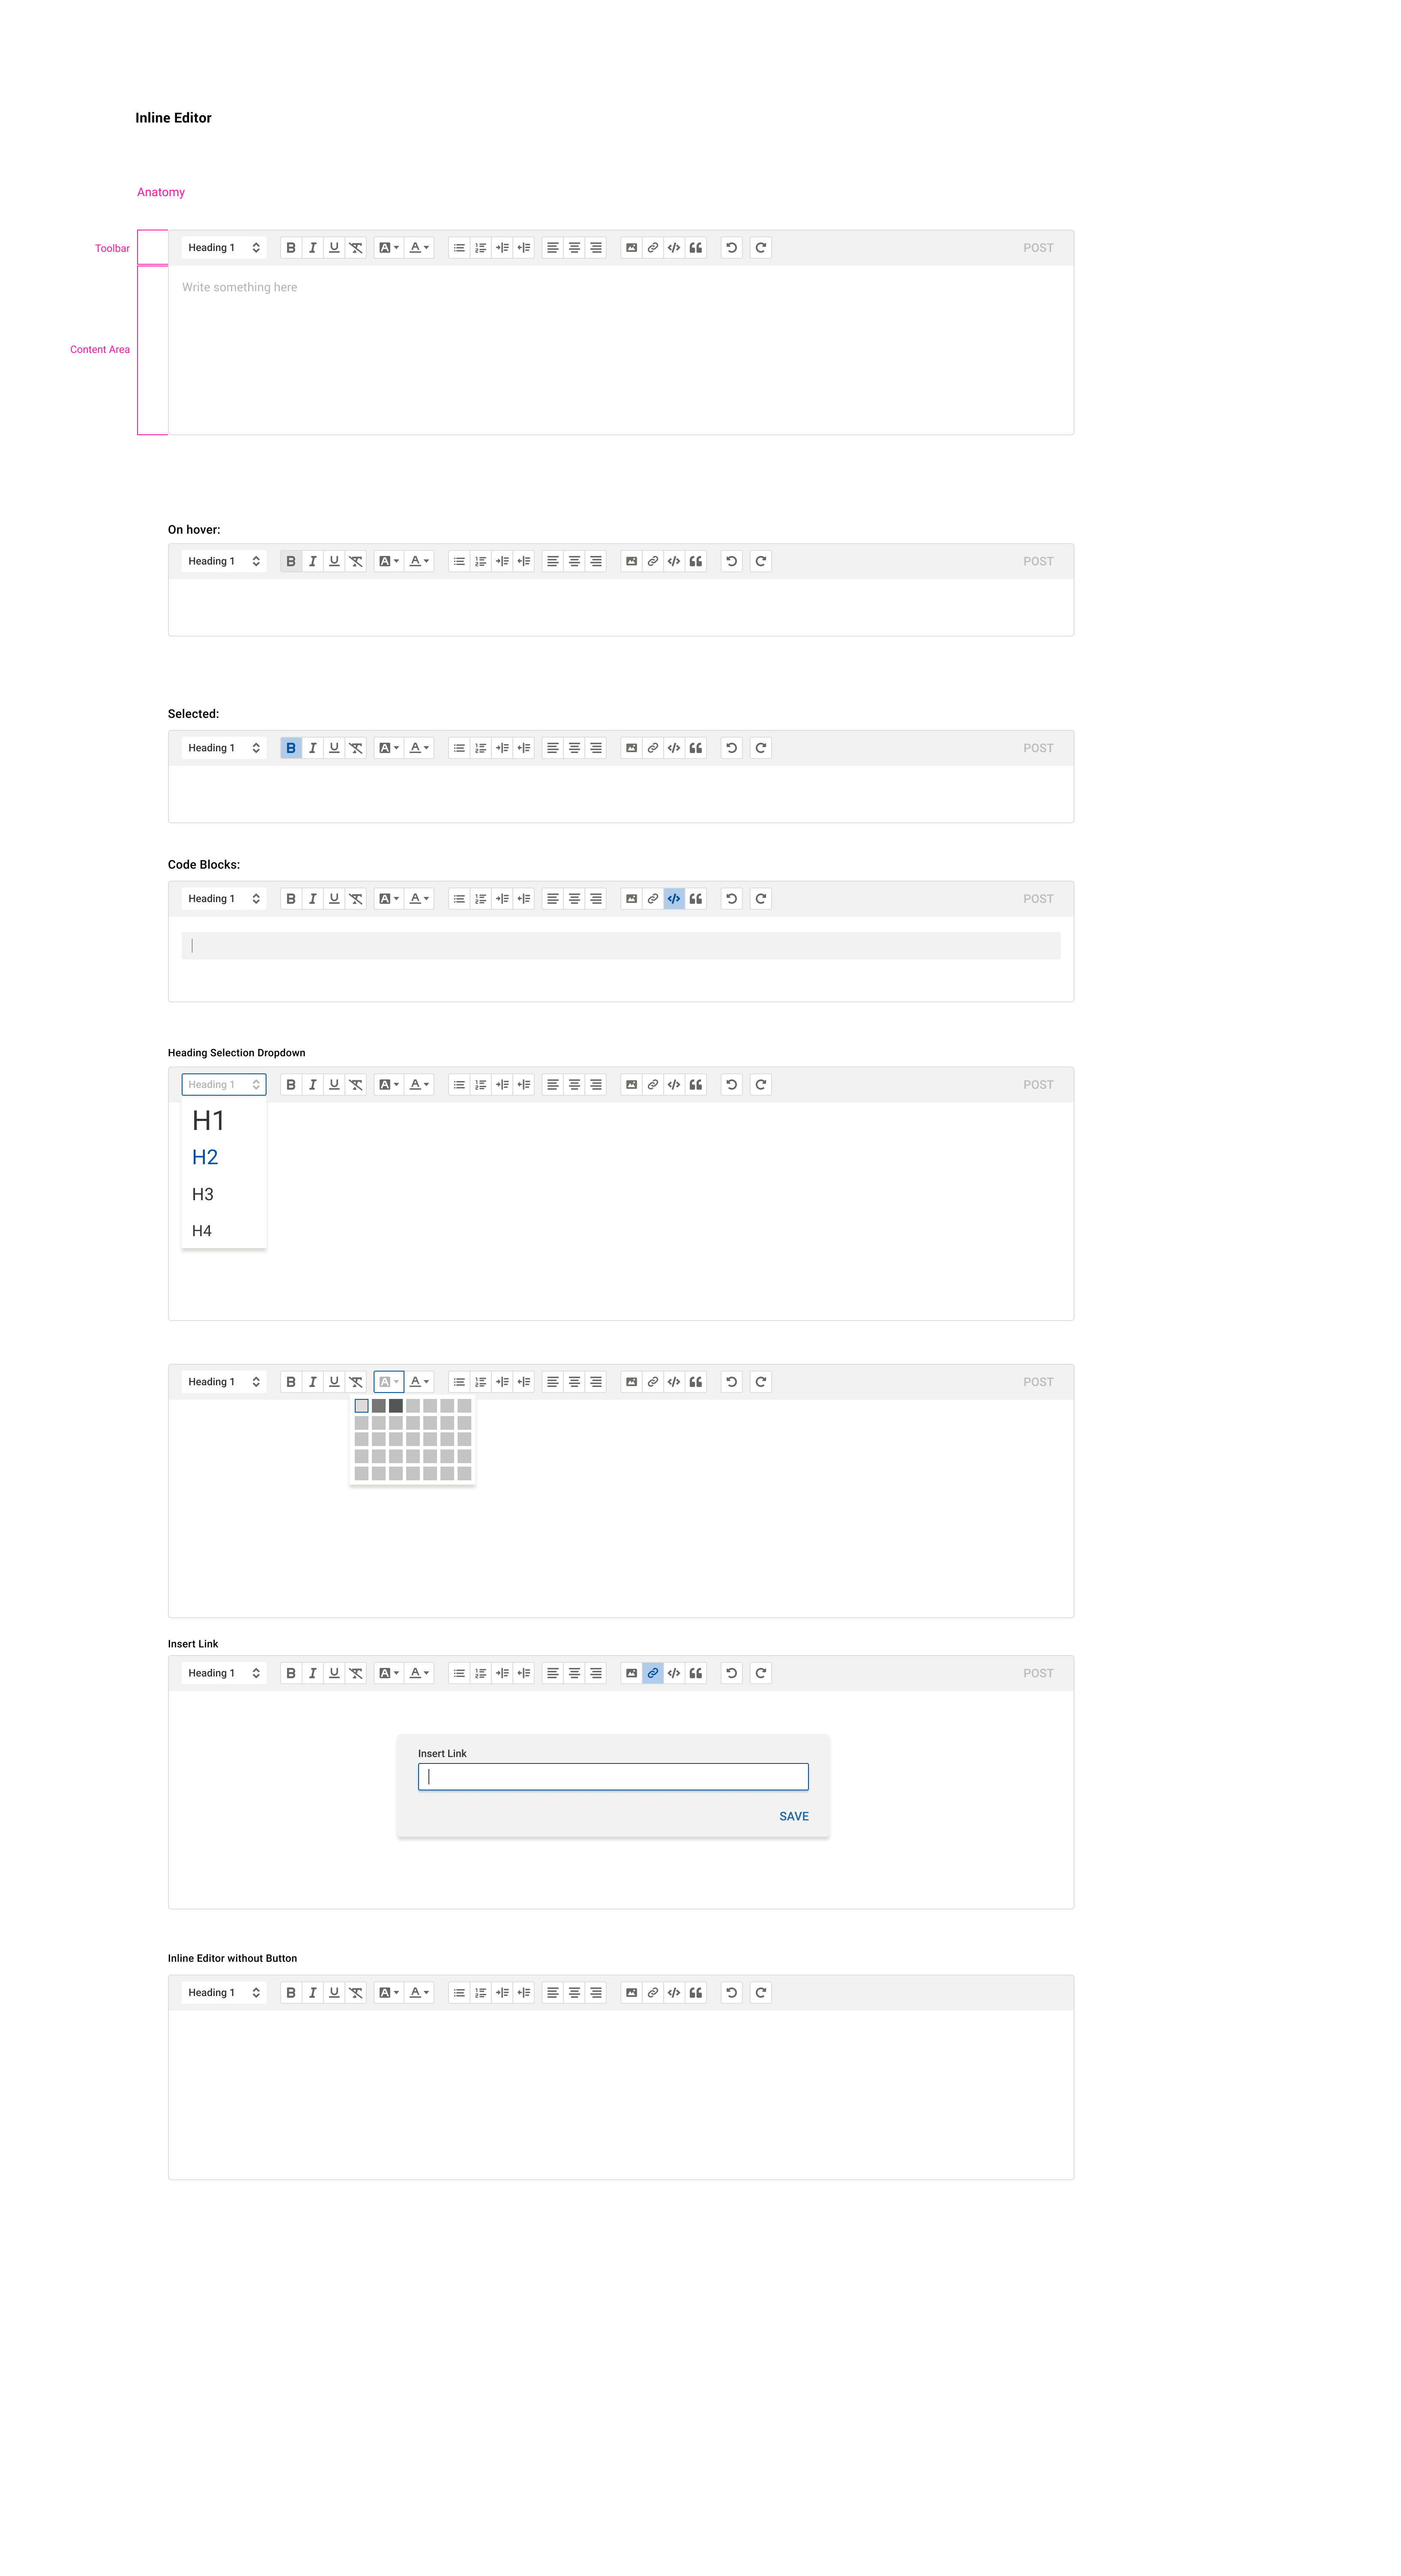 Inline Editor
Anatomy
Toolbar
Heading 1 B I U A A POST
Content Area
Write something here
On hover:
Heading 1 B I U A A POST
Selected:
Heading 1 B I U A A POST
Code Blocks:
Heading 1 B I U A A </> POST
Heading Selection Dropdown
Heading 1 B I U A A POST
H1
H2
H3
H4
Heading 1 B I U A A POST
Insert Link
Heading 1 B I U A A POST
Insert Link
SAVE
Inline Editor without Button
Heading 1 B I U A A